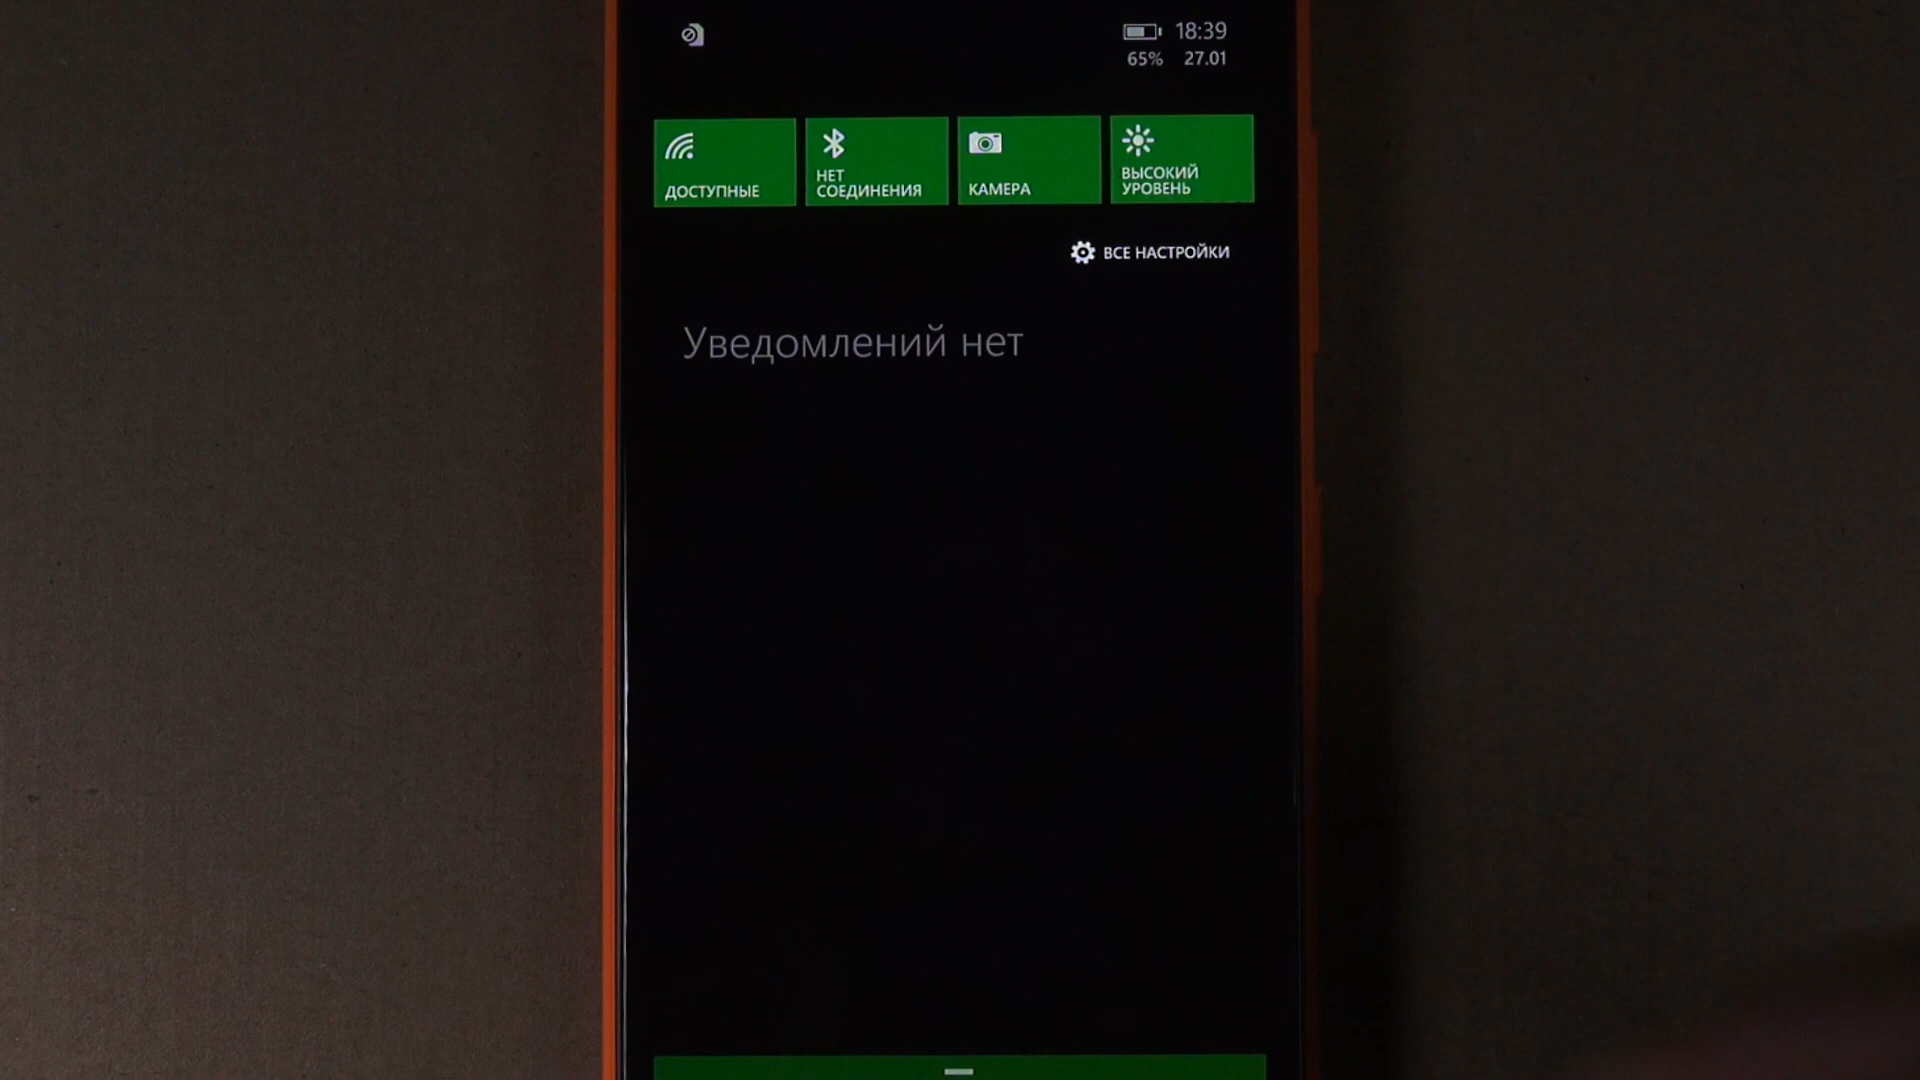 18:39
65% 27.01
ДОСТУПНЫЕ
НЕТ
СОЕДИНЕНИЯ
КАМЕРА
ВЫСОКИЙ
УРОВЕНЬ
ВСЕ НАСТРОЙКИ
Уведомлений нет